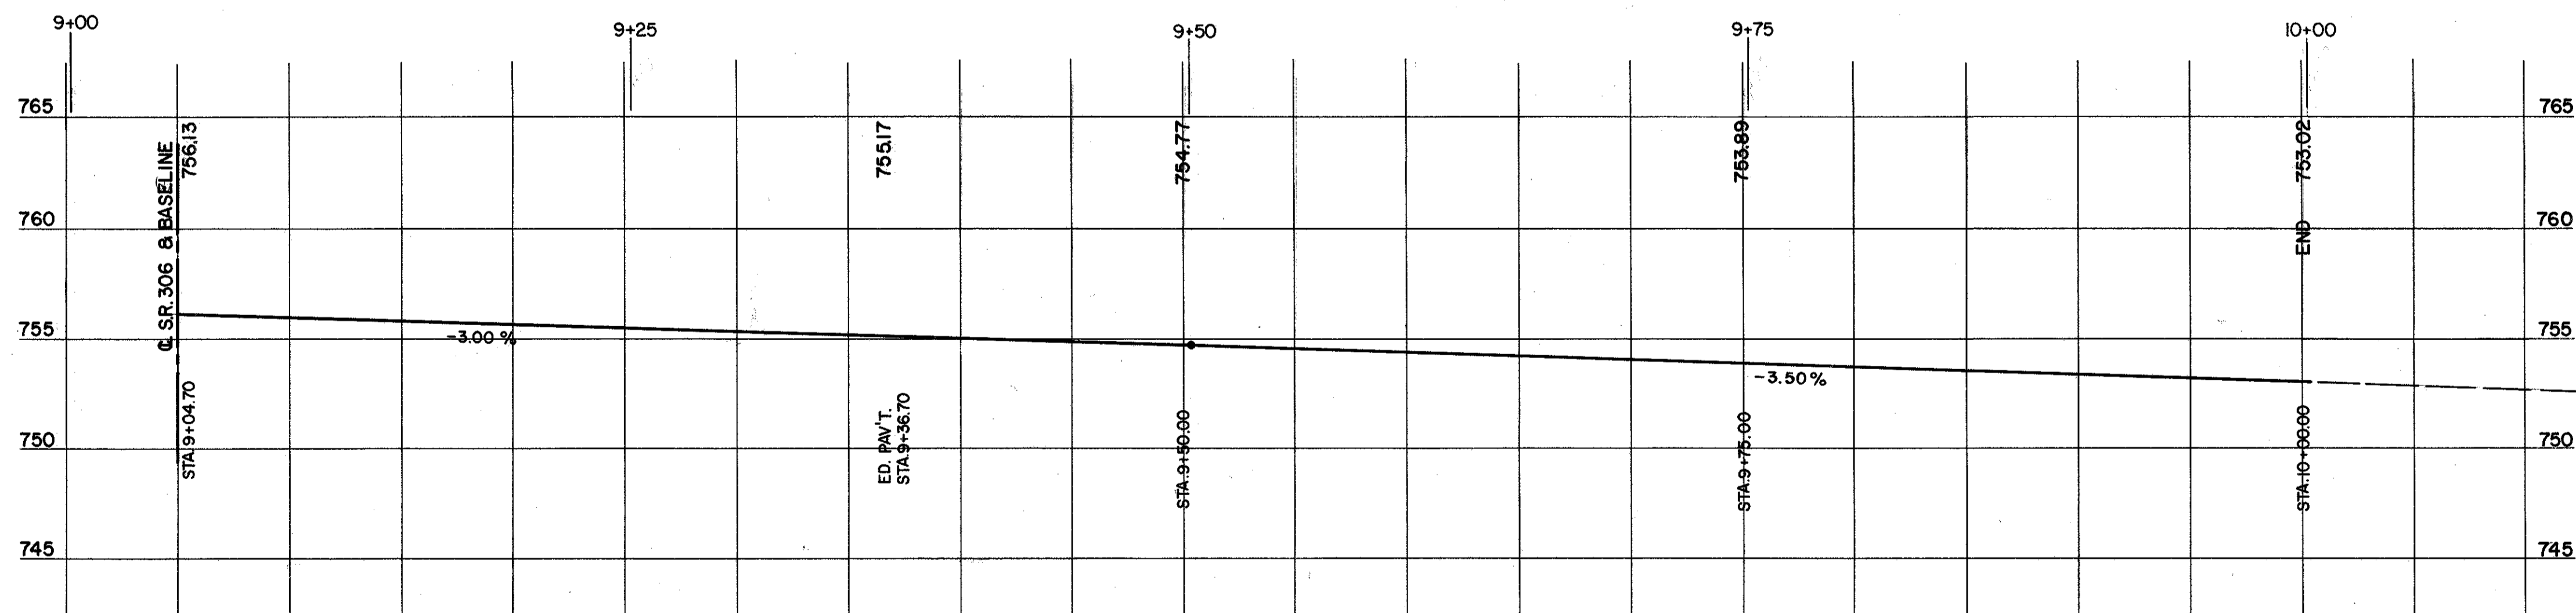 9+00
9+25
9+50
9+75
10+00
765
765
℄ S.R. 306 & BASELINE
756.13
755.17
754.77
753.89
753.02
760
END
760
755
-3.00 %
755
-3.50 %
STA.9+04.70
ED. PAV'T.
STA.9+36.70
STA.9+50.00
STA.9+75.00
STA.10+00.00
750
750
745
745